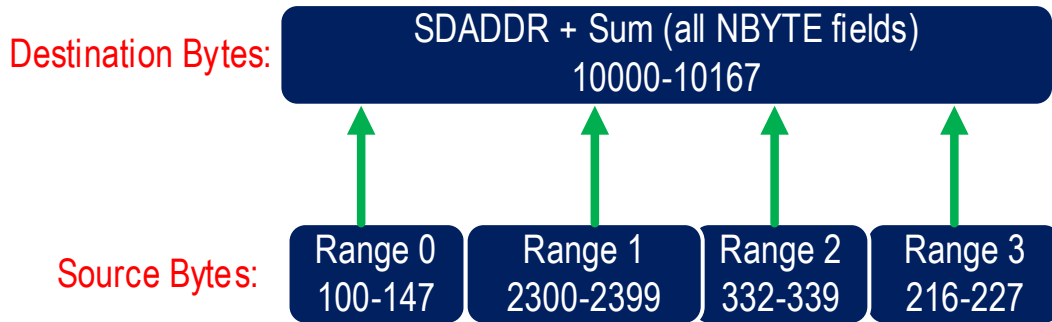 SDADDR + Sum (all NBYTE fields)
Destination Bytes:
10000-10167
Range 0
Range 1
Range 2
Range 3
Source Bytes:
100-147
2300-2399
332-339
216-227